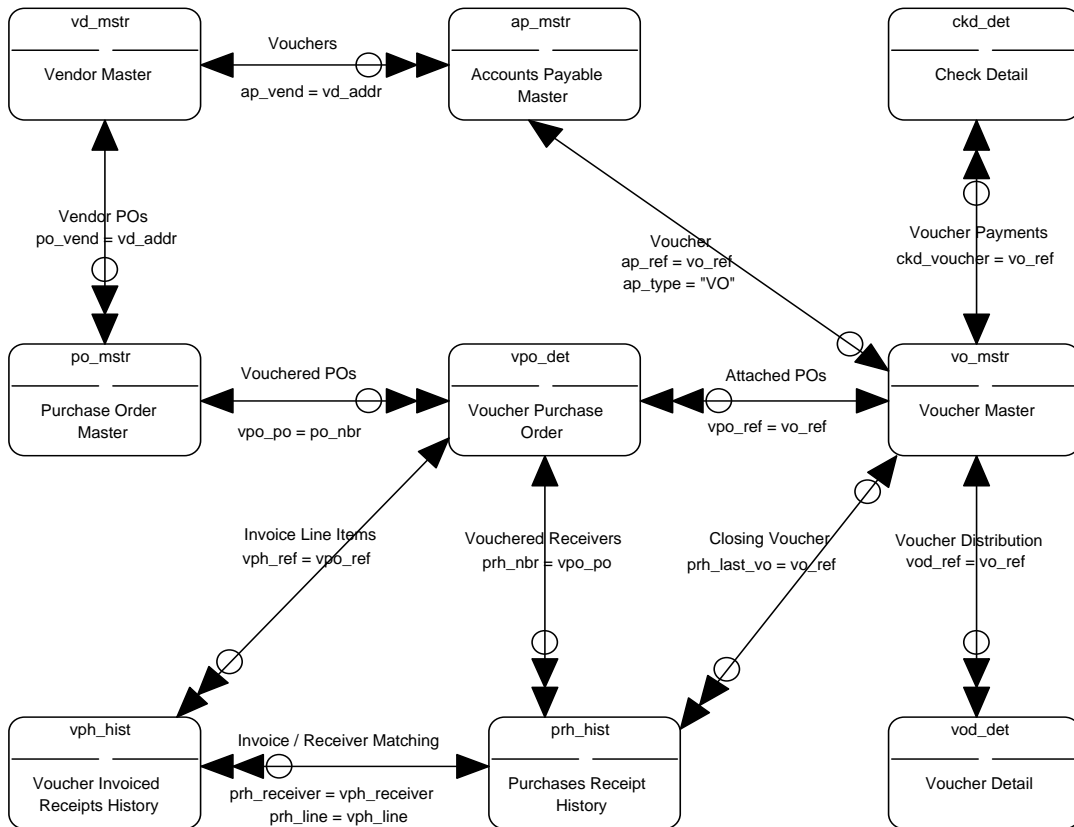 vd_mstr
Vendor Master
Vouchers
ap_vend = vd_addr
ap_mstr
Accounts Payable
Master
ckd_det
Check Detail
Vendor POs
po_vend = vd_addr
Voucher
ap_ref = vo_ref
ap_type = "VO"
Voucher Payments
ckd_voucher = vo_ref
po_mstr
Purchase Order
Master
Vouchered POs
vpo_po = po_nbr
vpo_det
Voucher Purchase
Order
Attached POs
vpo_ref = vo_ref
vo_mstr
Voucher Master
Invoice Line Items
vph_ref = vpo_ref
Vouchered Receivers
prh_nbr = vpo_po
Closing Voucher
prh_last_vo = vo_ref
Voucher Distribution
vod_ref = vo_ref
vph_hist
Voucher Invoiced
Receipts History
Invoice / Receiver Matching
prh_receiver = vph_receiver
prh_line = vph_line
prh_hist
Purchases Receipt
History
vod_det
Voucher Detail